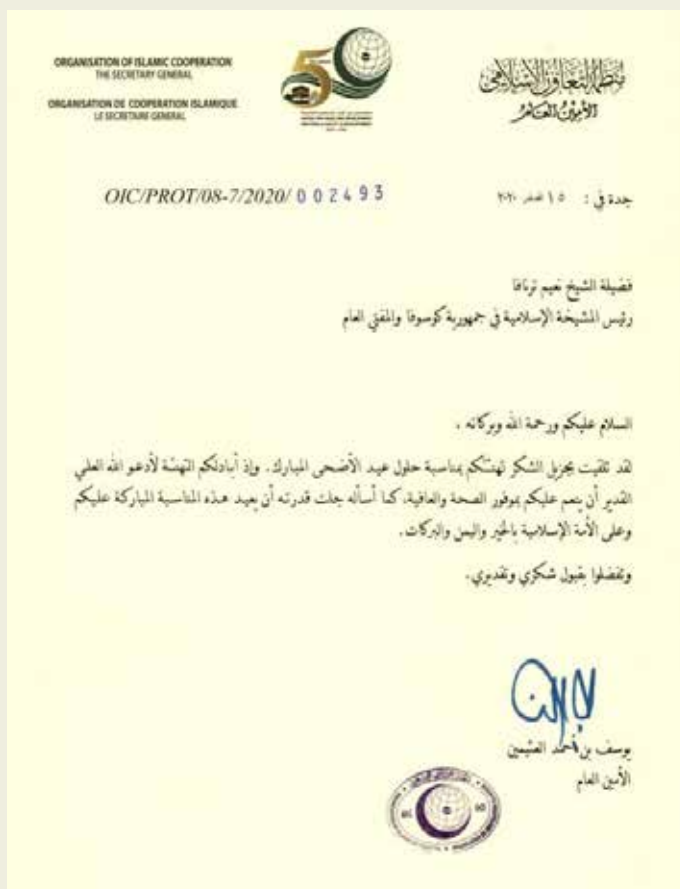 ORGANISATION OF ISLAMIC COOPERATION
THE SECRETARY GENERAL
ORGANISATION DE COOPERATION ISLAMIQUE
LE SECRETAIRE GENERAL
منظمة التعاون الإسلامي
الأمين العام
OIC/PROT/08-7/2020/ 002493
جدة في : ١٥ ٢٠٢٠
فضيلة الشيخ نعيم ترنافا
رئيس المشيخة الإسلامية في جمهورية كوسوفا والمفتي العام
السلام عليكم ورحمة الله وبركاته ،
لقد تلقيت بجزيل الشكر تهنئتكم بمناسبة حلول عيد الأضحى المبارك. وإذ أبادلكم التهنئة لأدعو الله العلي
القدير أن ينعم عليكم بموفور الصحة والعافية، كما أسأله جلت قدرته أن يعيد هذه المناسبة المباركة عليكم
وعلى الأمة الإسلامية بالخير واليمن والبركات.
وتفضلوا بقبول شكري وتقديري.
يوسف بن أحمد العثيمين
الأمين العام